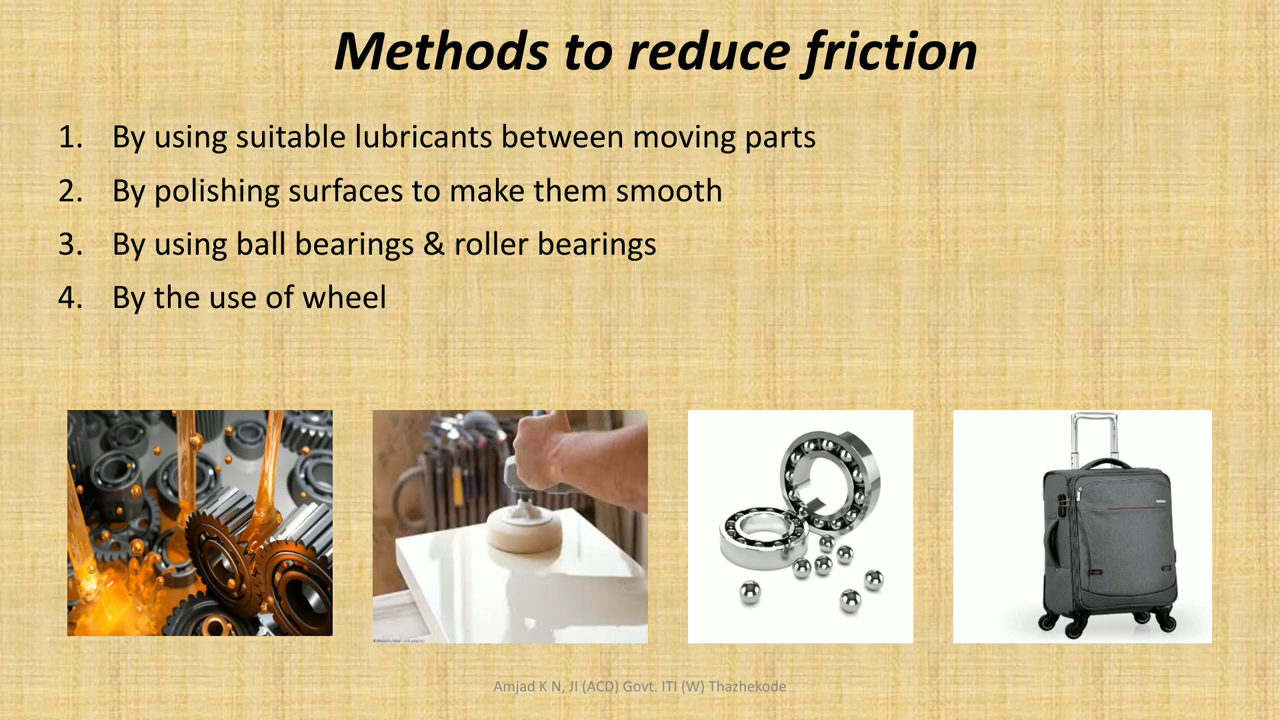 Methods to reduce friction
1. By using suitable lubricants between moving parts
2. By polishing surfaces to make them smooth
3. By using ball bearings & roller bearings
4. By the use of wheel
Amjad K N, JI (ACD) Govt. ITI (W) Thazhekode